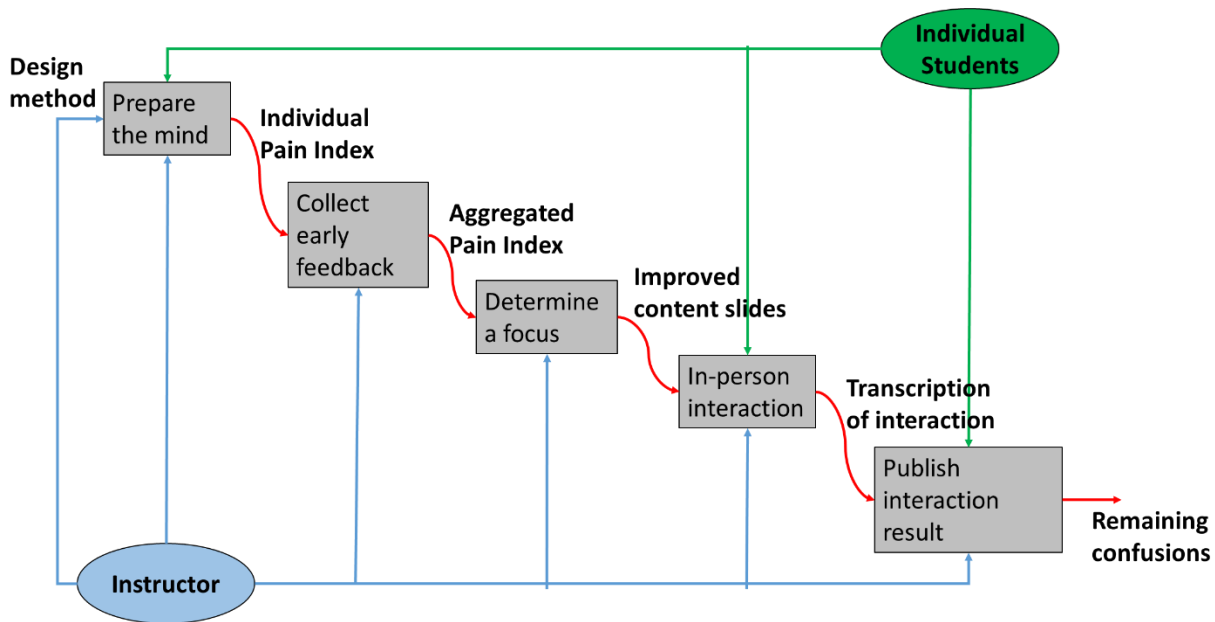 Individual
Students
Design
method
Prepare
the mind
Individual
Pain Index
Collect
early
feedback
Aggregated
Pain Index
Determine
a focus
Improved
content slides
In-person
interaction
Transcription
of interaction
Publish
interaction
result
Remaining
confusions
Instructor